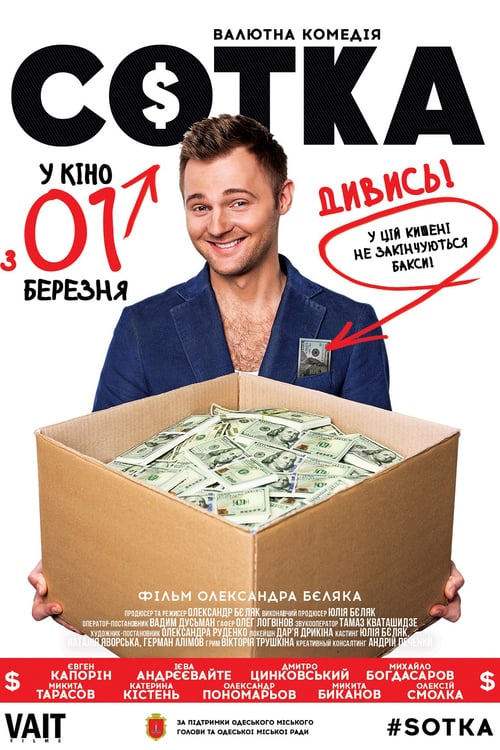 ВАЛЮТНА КОМЕДІЯ
СОТКА
У КІНО
З 01
БЕРЕЗНЯ
ДИВИСЬ!
У ЦІЙ КИШЕНІ
НЕ ЗАКІНЧУЮТЬСЯ
БАКСИ!
ФІЛЬМ ОЛЕКСАНДРА БЄЛЯКА
ПРОДЮСЕР ТА РЕЖИСЕР ОЛЕКСАНДР БЄЛЯК ВИКОНАВЧИЙ ПРОДЮСЕР ЮЛІЯ БЄЛЯК
ОПЕРАТОР-ПОСТАНОВНИК ВАДИМ ДУСЬМАН ГАФЕР ОЛЕГ ЛОГВІНОВ ЗВУКООПЕРАТОР ТАМАЗ КВАТАШИДЗЕ
ХУДОЖНИК-ПОСТАНОВНИК ОЛЕКСАНДРА РУДЕНКО ЛОКЕЙШН ДАР'Я ДРИКІНА КАСТИНГ ЮЛІЯ БЄЛЯК,
НАТАЛІЯ ЯВОРСЬКА, ГЕРМАН АЛІМОВ ГРИМ ВІКТОРІЯ ТРУШКІНА КРЕАТИВНЫЙ КОНСАЛТИНГ АНДРІЙ ПЕЧЕНИЙ
$ ЄВГЕН КАПОРІН ІЄВА АНДРЄЄВАЙТЕ ДМИТРО ЦИНКОВСЬКИЙ МИХАЙЛО БОГДАСАРОВ $
МИКИТА ТАРАСОВ КАТЕРИНА КІСТЕНЬ ОЛЕКСАНДР ПОНОМАРЬОВ МИКИТА БИКАНОВ ОЛЕКСІЙ СМОЛКА
VAIT
FILMS
ЗА ПІДТРИМКИ ОДЕСЬКОГО МІСЬКОГО
ГОЛОВИ ТА ОДЕСЬКОЇ МІСЬКОЇ РАДИ
#SOTKA